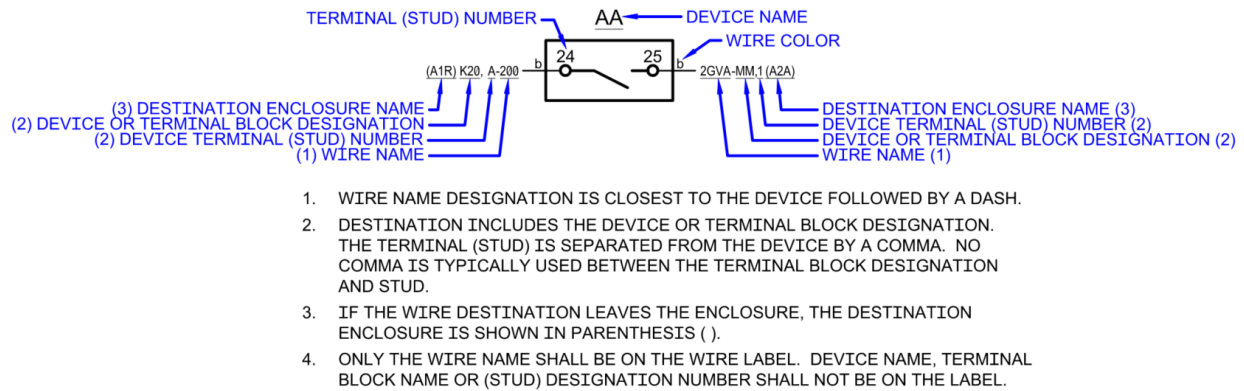 TERMINAL (STUD) NUMBER AA DEVICE NAME
WIRE COLOR
24 25
(A1R) K20, A-200 b b 2GVA-MM,1 (A2A)
(3) DESTINATION ENCLOSURE NAME DESTINATION ENCLOSURE NAME (3)
(2) DEVICE OR TERMINAL BLOCK DESIGNATION DEVICE TERMINAL (STUD) NUMBER (2)
(2) DEVICE TERMINAL (STUD) NUMBER DEVICE OR TERMINAL BLOCK DESIGNATION (2)
(1) WIRE NAME WIRE NAME (1)
1. WIRE NAME DESIGNATION IS CLOSEST TO THE DEVICE FOLLOWED BY A DASH.
2. DESTINATION INCLUDES THE DEVICE OR TERMINAL BLOCK DESIGNATION.
THE TERMINAL (STUD) IS SEPARATED FROM THE DEVICE BY A COMMA. NO
COMMA IS TYPICALLY USED BETWEEN THE TERMINAL BLOCK DESIGNATION
AND STUD.
3. IF THE WIRE DESTINATION LEAVES THE ENCLOSURE, THE DESTINATION
ENCLOSURE IS SHOWN IN PARENTHESIS ( ).
4. ONLY THE WIRE NAME SHALL BE ON THE WIRE LABEL. DEVICE NAME, TERMINAL
BLOCK NAME OR (STUD) DESIGNATION NUMBER SHALL NOT BE ON THE LABEL.